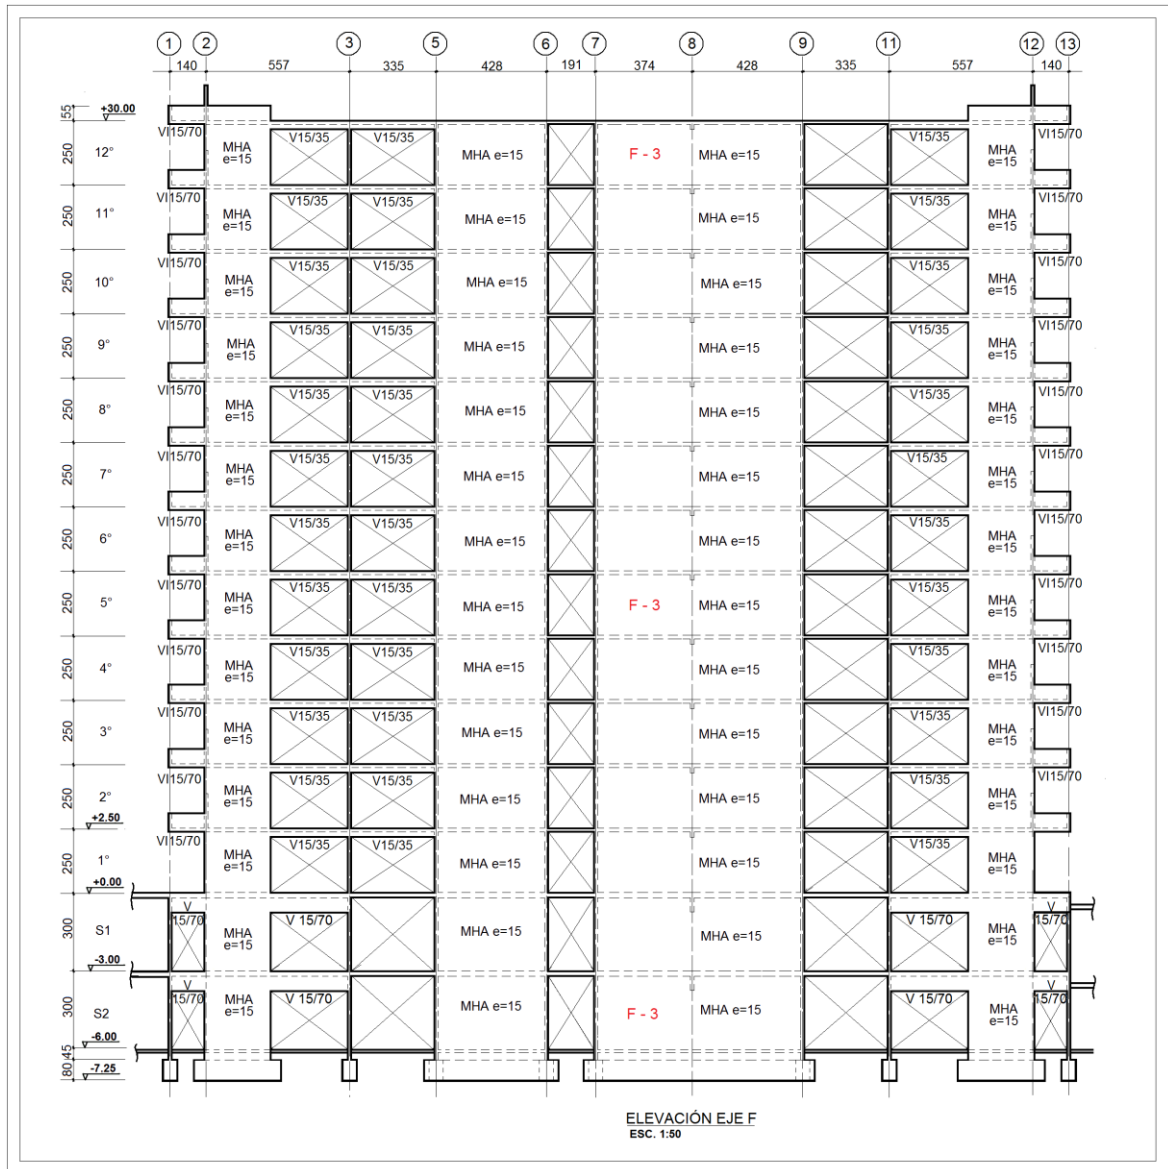 1 2 3 5 6 7 8 9 11 12 13
140 557 335 428 191 374 428 335 557 140
55 +30.00
VI15/70 V15/35 V15/35 V15/35 VI15/70
250 12° MHA e=15 MHA e=15 F - 3 MHA e=15 MHA e=15
VI15/70 V15/35 V15/35 V15/35 VI15/70
250 11° MHA e=15 MHA e=15 MHA e=15 MHA e=15
VI15/70 V15/35 V15/35 V15/35 VI15/70
250 10° MHA e=15 MHA e=15 MHA e=15 MHA e=15
VI15/70 V15/35 V15/35 V15/35 VI15/70
250 9° MHA e=15 MHA e=15 MHA e=15 MHA e=15
VI15/70 V15/35 V15/35 V15/35 VI15/70
250 8° MHA e=15 MHA e=15 MHA e=15 MHA e=15
VI15/70 V15/35 V15/35 V15/35 VI15/70
250 7° MHA e=15 MHA e=15 MHA e=15 MHA e=15
VI15/70 V15/35 V15/35 V15/35 VI15/70
250 6° MHA e=15 MHA e=15 MHA e=15 MHA e=15
VI15/70 V15/35 V15/35 V15/35 VI15/70
250 5° MHA e=15 MHA e=15 F - 3 MHA e=15 MHA e=15
VI15/70 V15/35 V15/35 V15/35 VI15/70
250 4° MHA e=15 MHA e=15 MHA e=15 MHA e=15
VI15/70 V15/35 V15/35 V15/35 VI15/70
250 3° MHA e=15 MHA e=15 MHA e=15 MHA e=15
VI15/70 V15/35 V15/35 V15/35 VI15/70
250 2° MHA e=15 MHA e=15 MHA e=15 MHA e=15
+2.50
VI15/70 V15/35 V15/35 V15/35
250 1° MHA e=15 MHA e=15 MHA e=15 MHA e=15
+0.00
V 15/70 V 15/70 V 15/70 V 15/70
300 S1 MHA e=15 MHA e=15 MHA e=15 MHA e=15
-3.00
V 15/70 V 15/70 V 15/70 V 15/70
300 S2 MHA e=15 MHA e=15 F - 3 MHA e=15 MHA e=15
-6.00
45
80 -7.25
ELEVACIÓN EJE F
ESC. 1:50